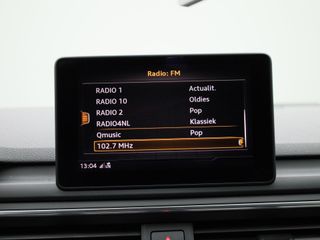 Radio: FM
RADIO 1 Actualit.
RADIO 10 Oldies
RADIO 2 Pop
RADIO4NL Klassiek
Qmusic Pop
102.7 MHz
13:04